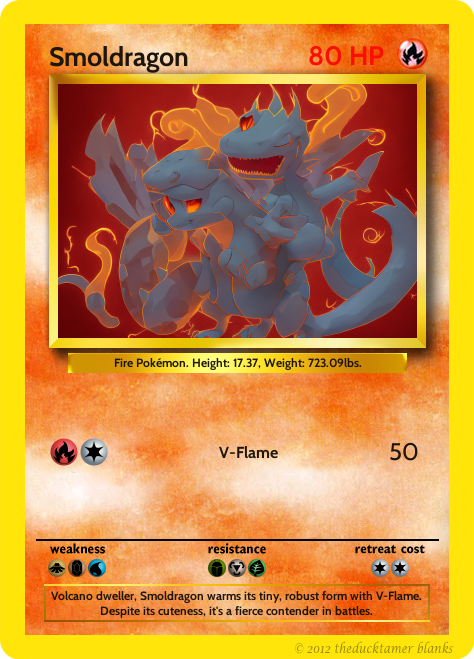 Smoldragon 80 HP
Fire Pokémon. Height: 17.37, Weight: 723.09lbs.
V-Flame 50
weakness resistance retreat cost
Volcano dweller, Smoldragon warms its tiny, robust form with V-Flame.
Despite its cuteness, it's a fierce contender in battles.
© 2012 theducktamer blanks